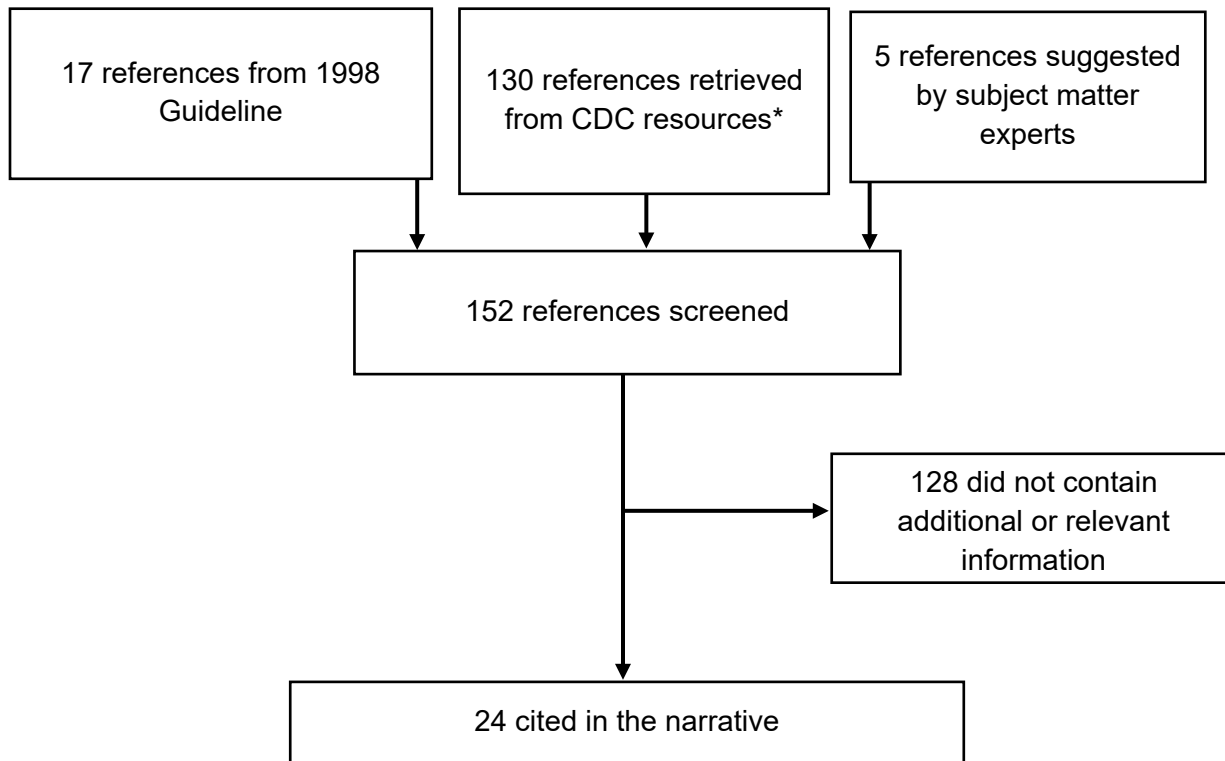 17 references from 1998
Guideline
130 references retrieved
from CDC resources*
5 references suggested
by subject matter
experts
152 references screened
128 did not contain
additional or relevant
information
24 cited in the narrative